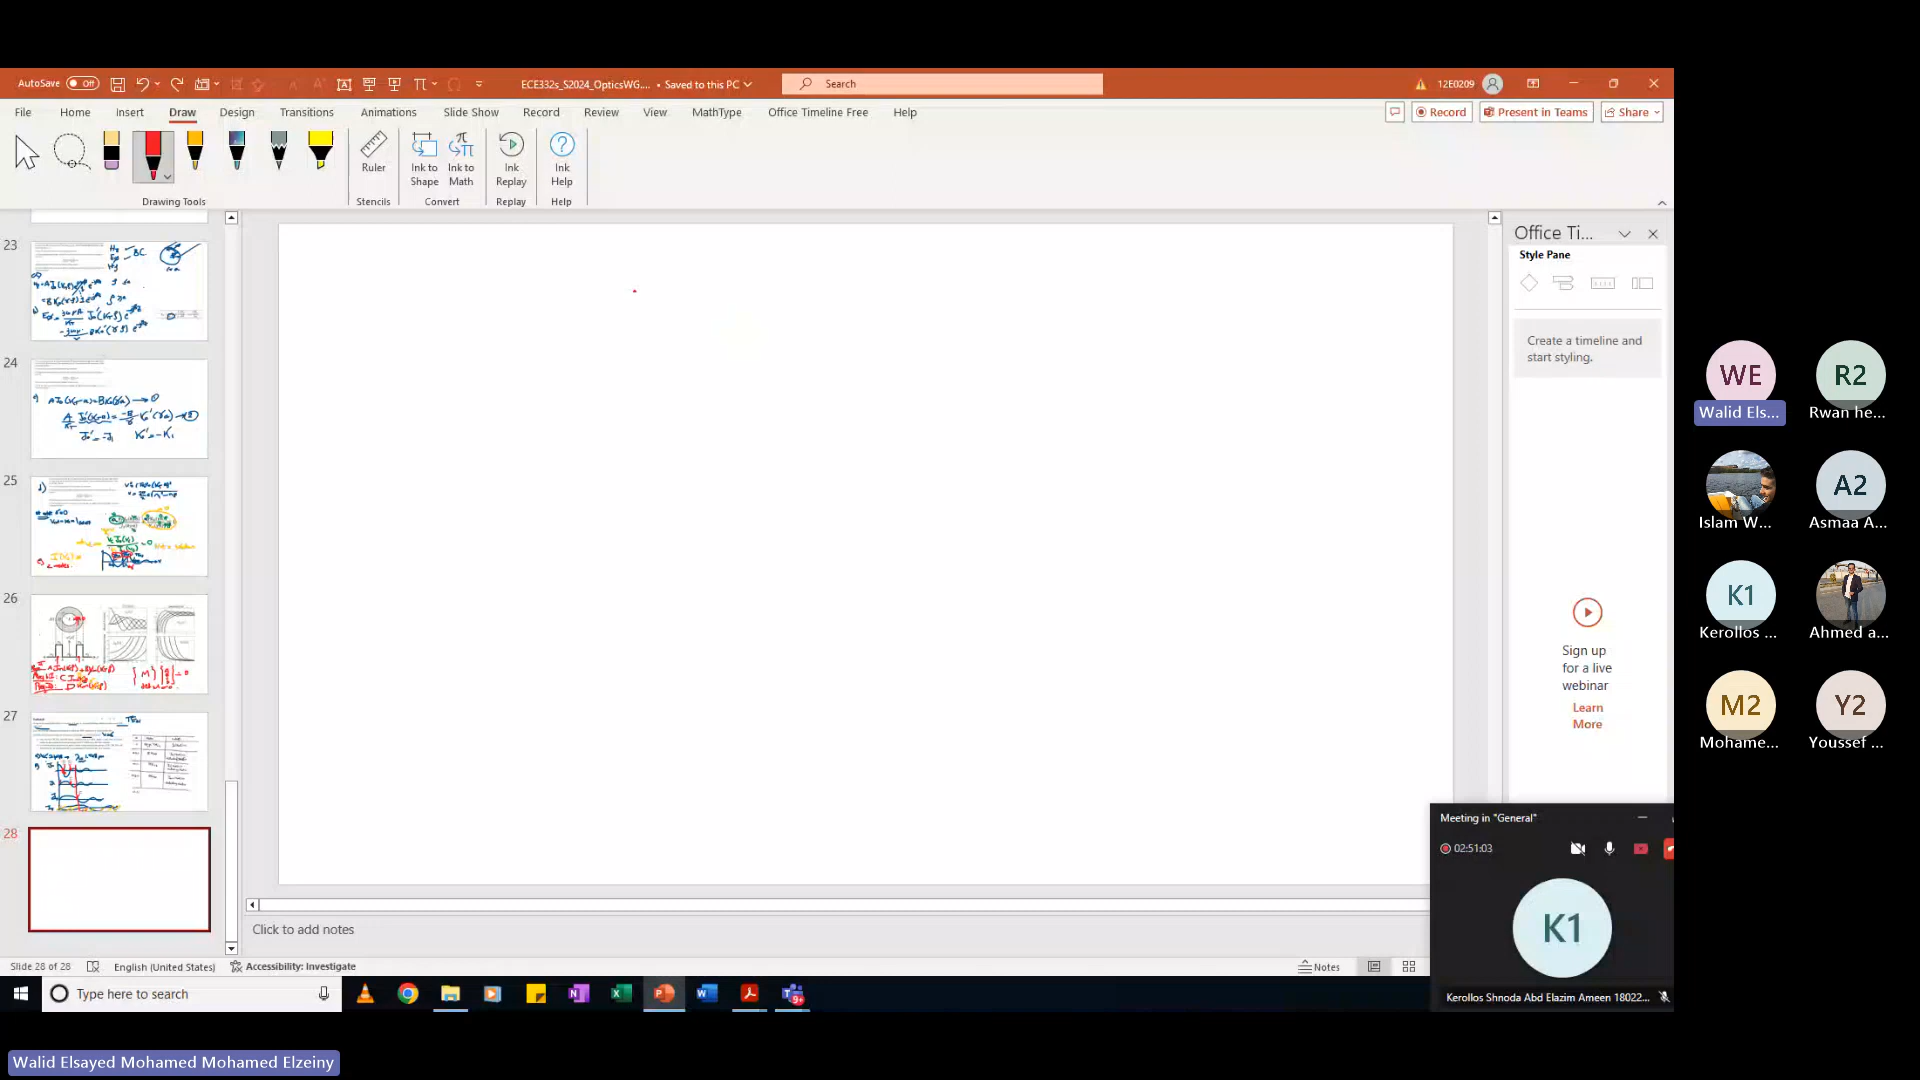 AutoSave Off
ECE332s_S2024_OpticsWG.... • Saved to this PC
Search
12E0209
File Home Insert Draw Design Transitions Animations Slide Show Record Review View MathType Office Timeline Free Help
Record
Present in Teams
Share
Ruler
Ink to Shape
Ink to Math
Ink Replay
Ink Help
Drawing Tools
Stencils
Convert
Replay
Help
23
24
25
26
27
28
Office Ti...
Style Pane
Create a timeline and
start styling.
Sign up
for a live
webinar
Learn
More
WE
Walid Els...
R2
Rwan he...
Islam W...
A2
Asmaa A...
K1
Kerollos ...
Ahmed a...
M2
Mohame...
Y2
Youssef ...
Meeting in "General"
02:51:03
K1
Kerollos Shnoda Abd Elazim Ameen 18022...
Click to add notes
Slide 28 of 28
English (United States)
Accessibility: Investigate
Notes
Type here to search
Walid Elsayed Mohamed Mohamed Elzeiny